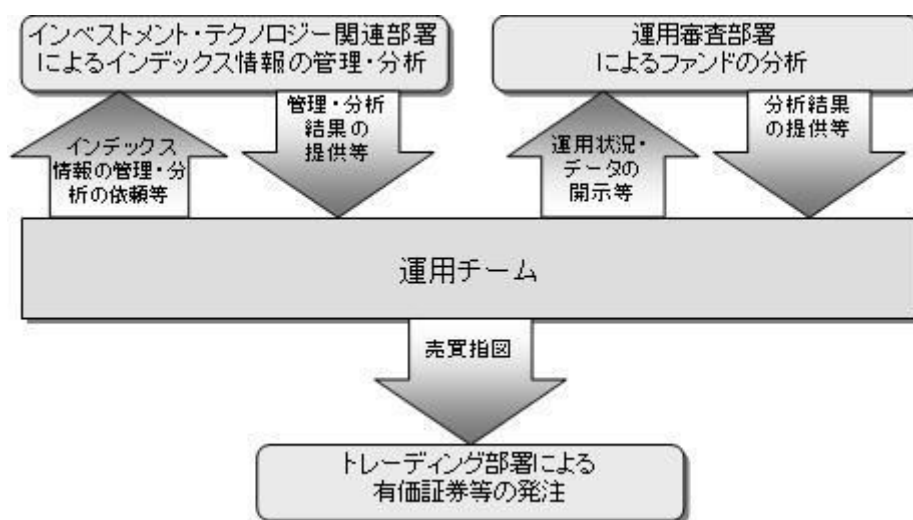 インベストメント・テクノロジー関連部署
によるインデックス情報の管理・分析
運用審査部署
によるファンドの分析
インデックス
情報の管理・分
析の依頼等
管理・分析
結果の
提供等
運用状況・
データの
開示等
分析結果
の提供等
運用チーム
売買指図
トレーディング部署による
有価証券等の発注